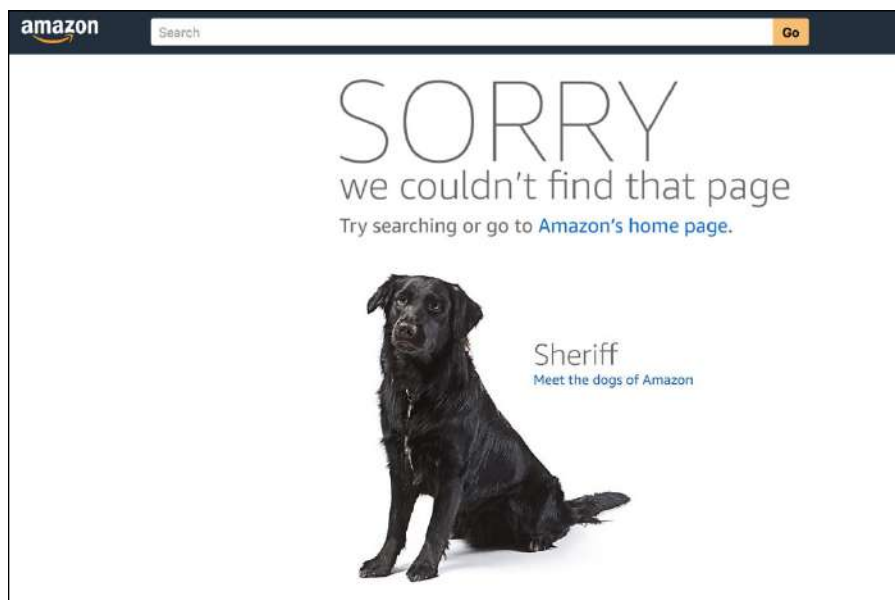 amazon
Search
Go
SORRY
we couldn't find that page
Try searching or go to Amazon's home page.
Sheriff
Meet the dogs of Amazon